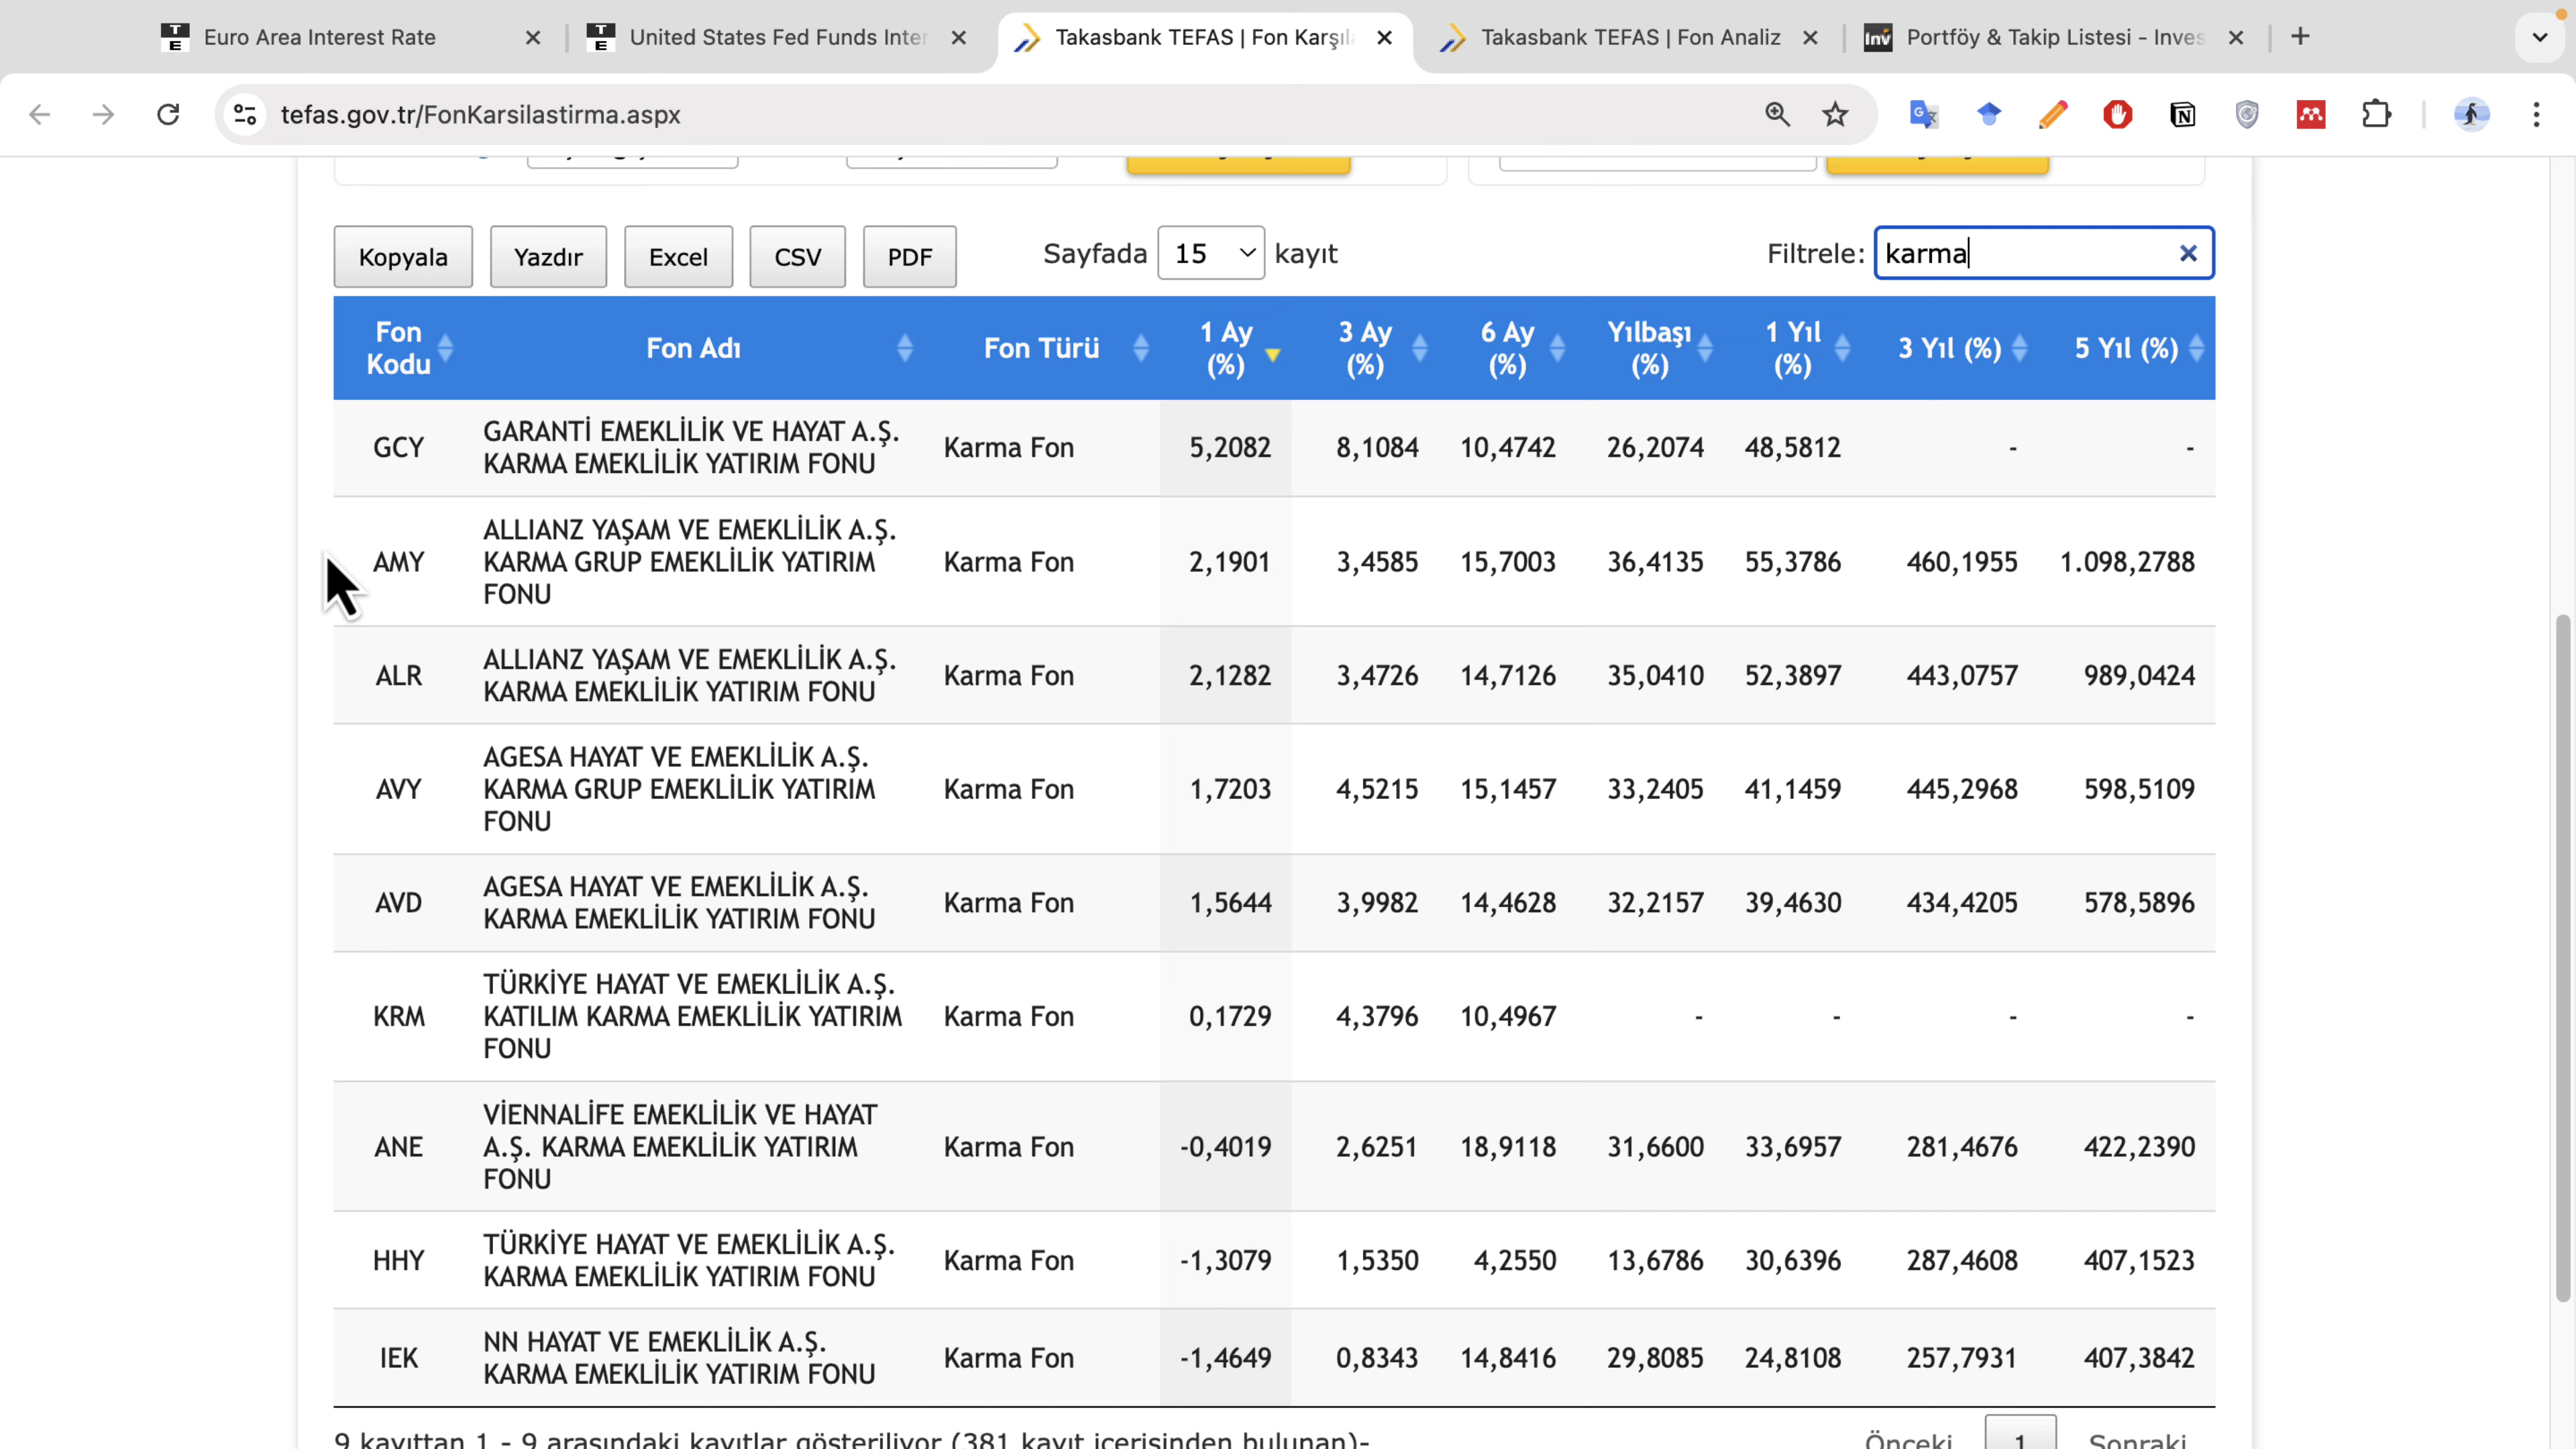 Euro Area Interest Rate
United States Fed Funds Inter
Takasbank TEFAS | Fon Karşıla
Takasbank TEFAS | Fon Analiz
Portföy & Takip Listesi - Inves
tefas.gov.tr/FonKarsilastirma.aspx
Kopyala Yazdır Excel CSV PDF Sayfada 15 kayıt Filtrele: karma
Fon Kodu Fon Adı Fon Türü 1 Ay (%) 3 Ay (%) 6 Ay (%) Yılbaşı (%) 1 Yıl (%) 3 Yıl (%) 5 Yıl (%)
GARANTİ EMEKLİLİK VE HAYAT A.Ş.
GCY Karma Fon 5,2082 8,1084 10,4742 26,2074 48,5812 - -
KARMA EMEKLİLİK YATIRIM FONU
ALLIANZ YAŞAM VE EMEKLİLİK A.Ş.
AMY KARMA GRUP EMEKLİLİK YATIRIM Karma Fon 2,1901 3,4585 15,7003 36,4135 55,3786 460,1955 1.098,2788
FONU
ALLIANZ YAŞAM VE EMEKLİLİK A.Ş.
ALR Karma Fon 2,1282 3,4726 14,7126 35,0410 52,3897 443,0757 989,0424
KARMA EMEKLİLİK YATIRIM FONU
AGESA HAYAT VE EMEKLİLİK A.Ş.
AVY KARMA GRUP EMEKLİLİK YATIRIM Karma Fon 1,7203 4,5215 15,1457 33,2405 41,1459 445,2968 598,5109
FONU
AGESA HAYAT VE EMEKLİLİK A.Ş.
AVD Karma Fon 1,5644 3,9982 14,4628 32,2157 39,4630 434,4205 578,5896
KARMA EMEKLİLİK YATIRIM FONU
TÜRKİYE HAYAT VE EMEKLİLİK A.Ş.
KRM KATILIM KARMA EMEKLİLİK YATIRIM Karma Fon 0,1729 4,3796 10,4967 - - - -
FONU
VİENNALİFE EMEKLİLİK VE HAYAT
ANE A.Ş. KARMA EMEKLİLİK YATIRIM Karma Fon -0,4019 2,6251 18,9118 31,6600 33,6957 281,4676 422,2390
FONU
TÜRKİYE HAYAT VE EMEKLİLİK A.Ş.
HHY Karma Fon -1,3079 1,5350 4,2550 13,6786 30,6396 287,4608 407,1523
KARMA EMEKLİLİK YATIRIM FONU
NN HAYAT VE EMEKLİLİK A.Ş.
IEK Karma Fon -1,4649 0,8343 14,8416 29,8085 24,8108 257,7931 407,3842
KARMA EMEKLİLİK YATIRIM FONU
9 kayıttan 1 - 9 arasındaki kayıtlar gösteriliyor (381 kayıt içerisinden bulunan)- Önceki 1 Sonraki